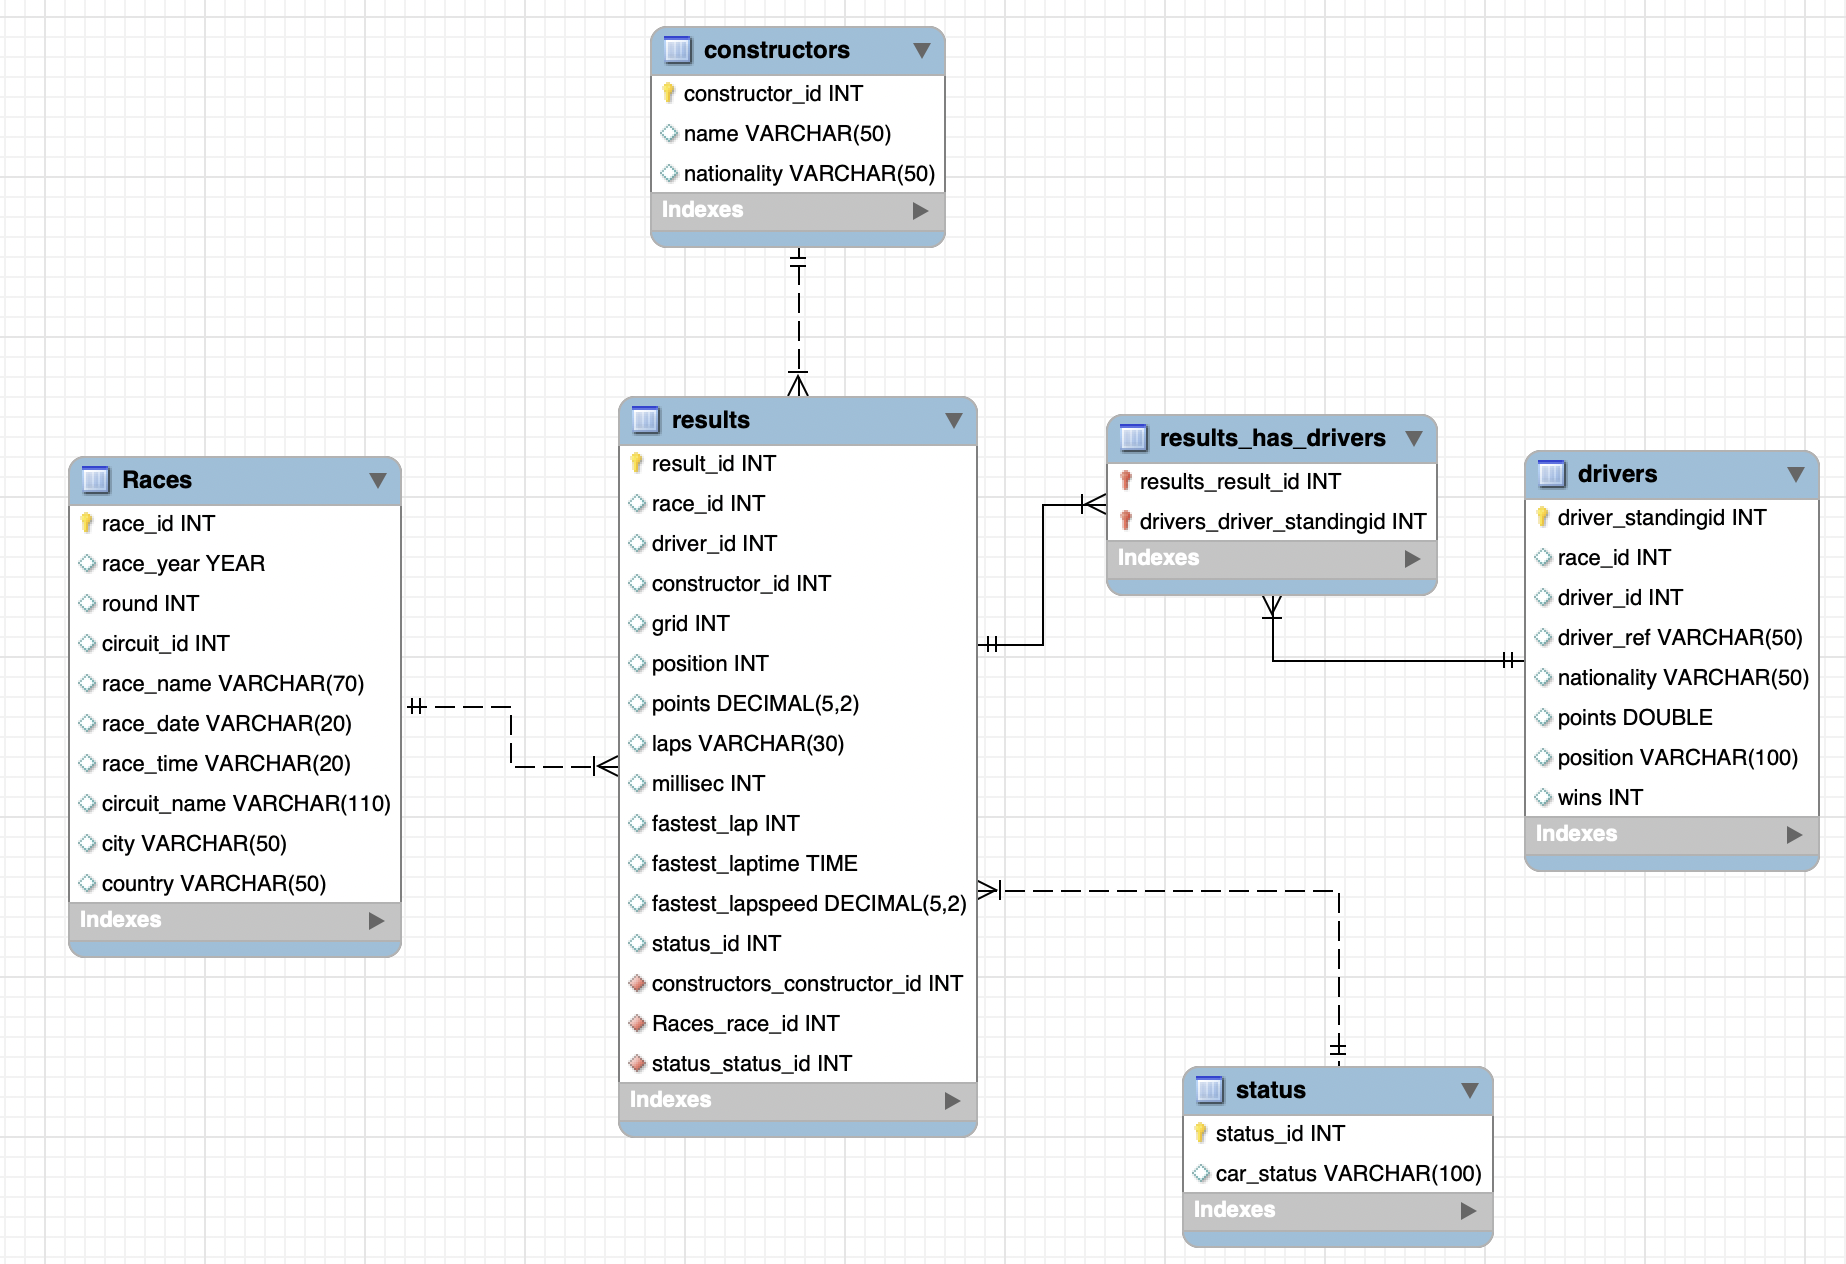 constructors
constructor_id INT
name VARCHAR(50)
nationality VARCHAR(50)
Indexes
results
result_id INT
race_id INT
driver_id INT
constructor_id INT
grid INT
position INT
points DECIMAL(5,2)
laps VARCHAR(30)
millisec INT
fastest_lap INT
fastest_laptime TIME
fastest_lapspeed DECIMAL(5,2)
status_id INT
constructors_constructor_id INT
Races_race_id INT
status_status_id INT
Indexes
results_has_drivers
results_result_id INT
drivers_driver_standingid INT
Indexes
Races
race_id INT
race_year YEAR
round INT
circuit_id INT
race_name VARCHAR(70)
race_date VARCHAR(20)
race_time VARCHAR(20)
circuit_name VARCHAR(110)
city VARCHAR(50)
country VARCHAR(50)
Indexes
drivers
driver_standingid INT
race_id INT
driver_id INT
driver_ref VARCHAR(50)
nationality VARCHAR(50)
points DOUBLE
position VARCHAR(100)
wins INT
Indexes
status
status_id INT
car_status VARCHAR(100)
Indexes